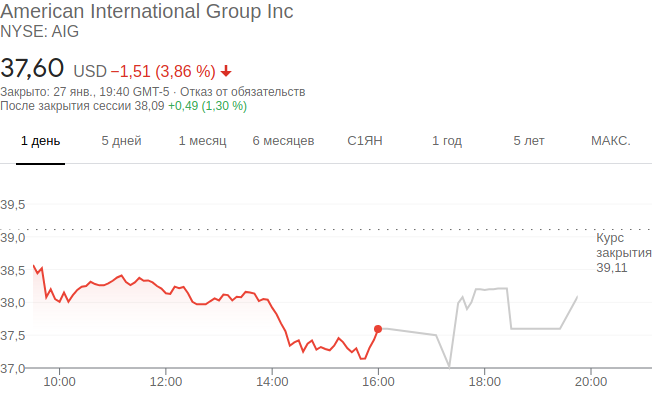 American International Group Inc
NYSE: AIG
37,60 USD −1,51 (3,86 %)
Закрыто: 27 янв., 19:40 GMT-5 · Отказ от обязательств
После закрытия сессии 38,09 +0,49 (1,30 %)
1 день 5 дней 1 месяц 6 месяцев С1ЯН 1 год 5 лет МАКС.
39,5
39,0
Курс
закрытия
39,11
38,5
38,0
37,5
37,0
10:00 12:00 14:00 16:00 18:00 20:00